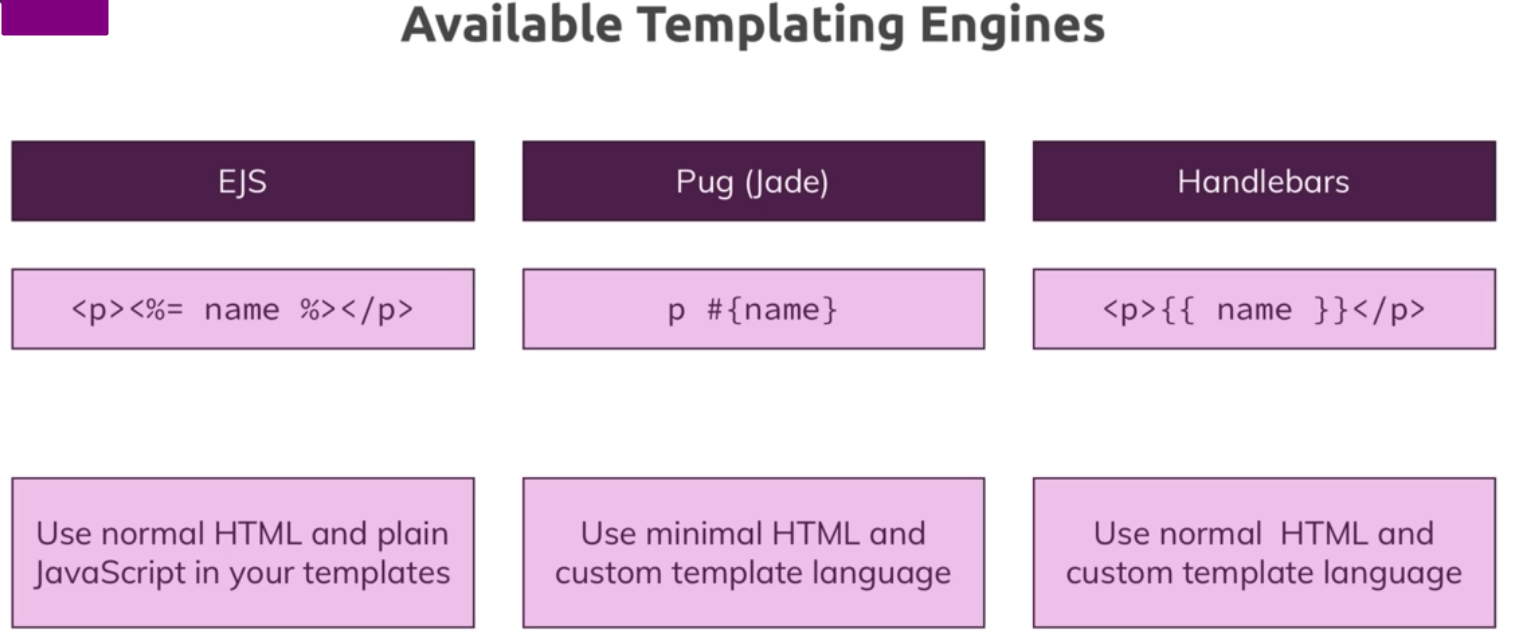 Available Templating Engines
EJS
Pug (Jade)
Handlebars
<p><%= name %></p>
p #{name}
<p>{{ name }}</p>
Use normal HTML and plain
JavaScript in your templates
Use minimal HTML and
custom template language
Use normal  HTML and
custom template language